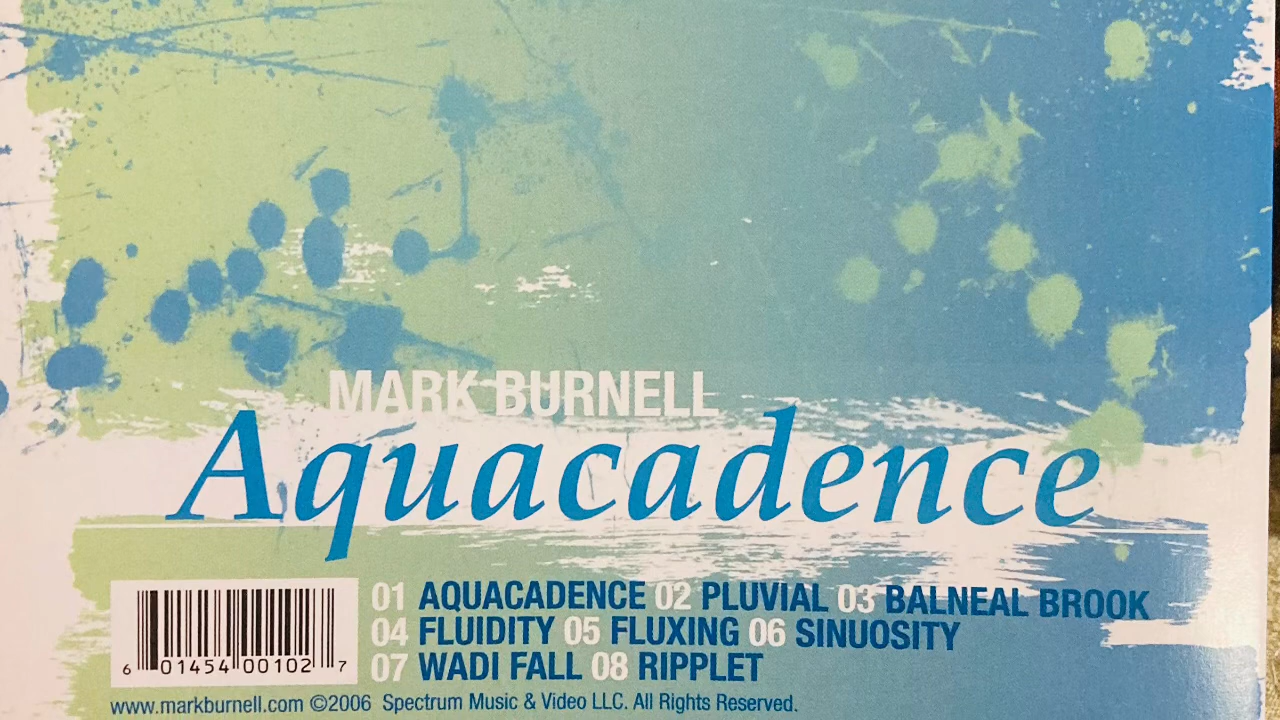 MARK BURNELL
Aquacadence
01 AQUACADENCE 02 PLUVIAL 03 BALNEAL BROOK
04 FLUIDITY 05 FLUXING 06 SINUOSITY
07 WADI FALL 08 RIPPLET
6 01454 00102 7
www.markburnell.com ©2006 Spectrum Music & Video LLC. All Rights Reserved.